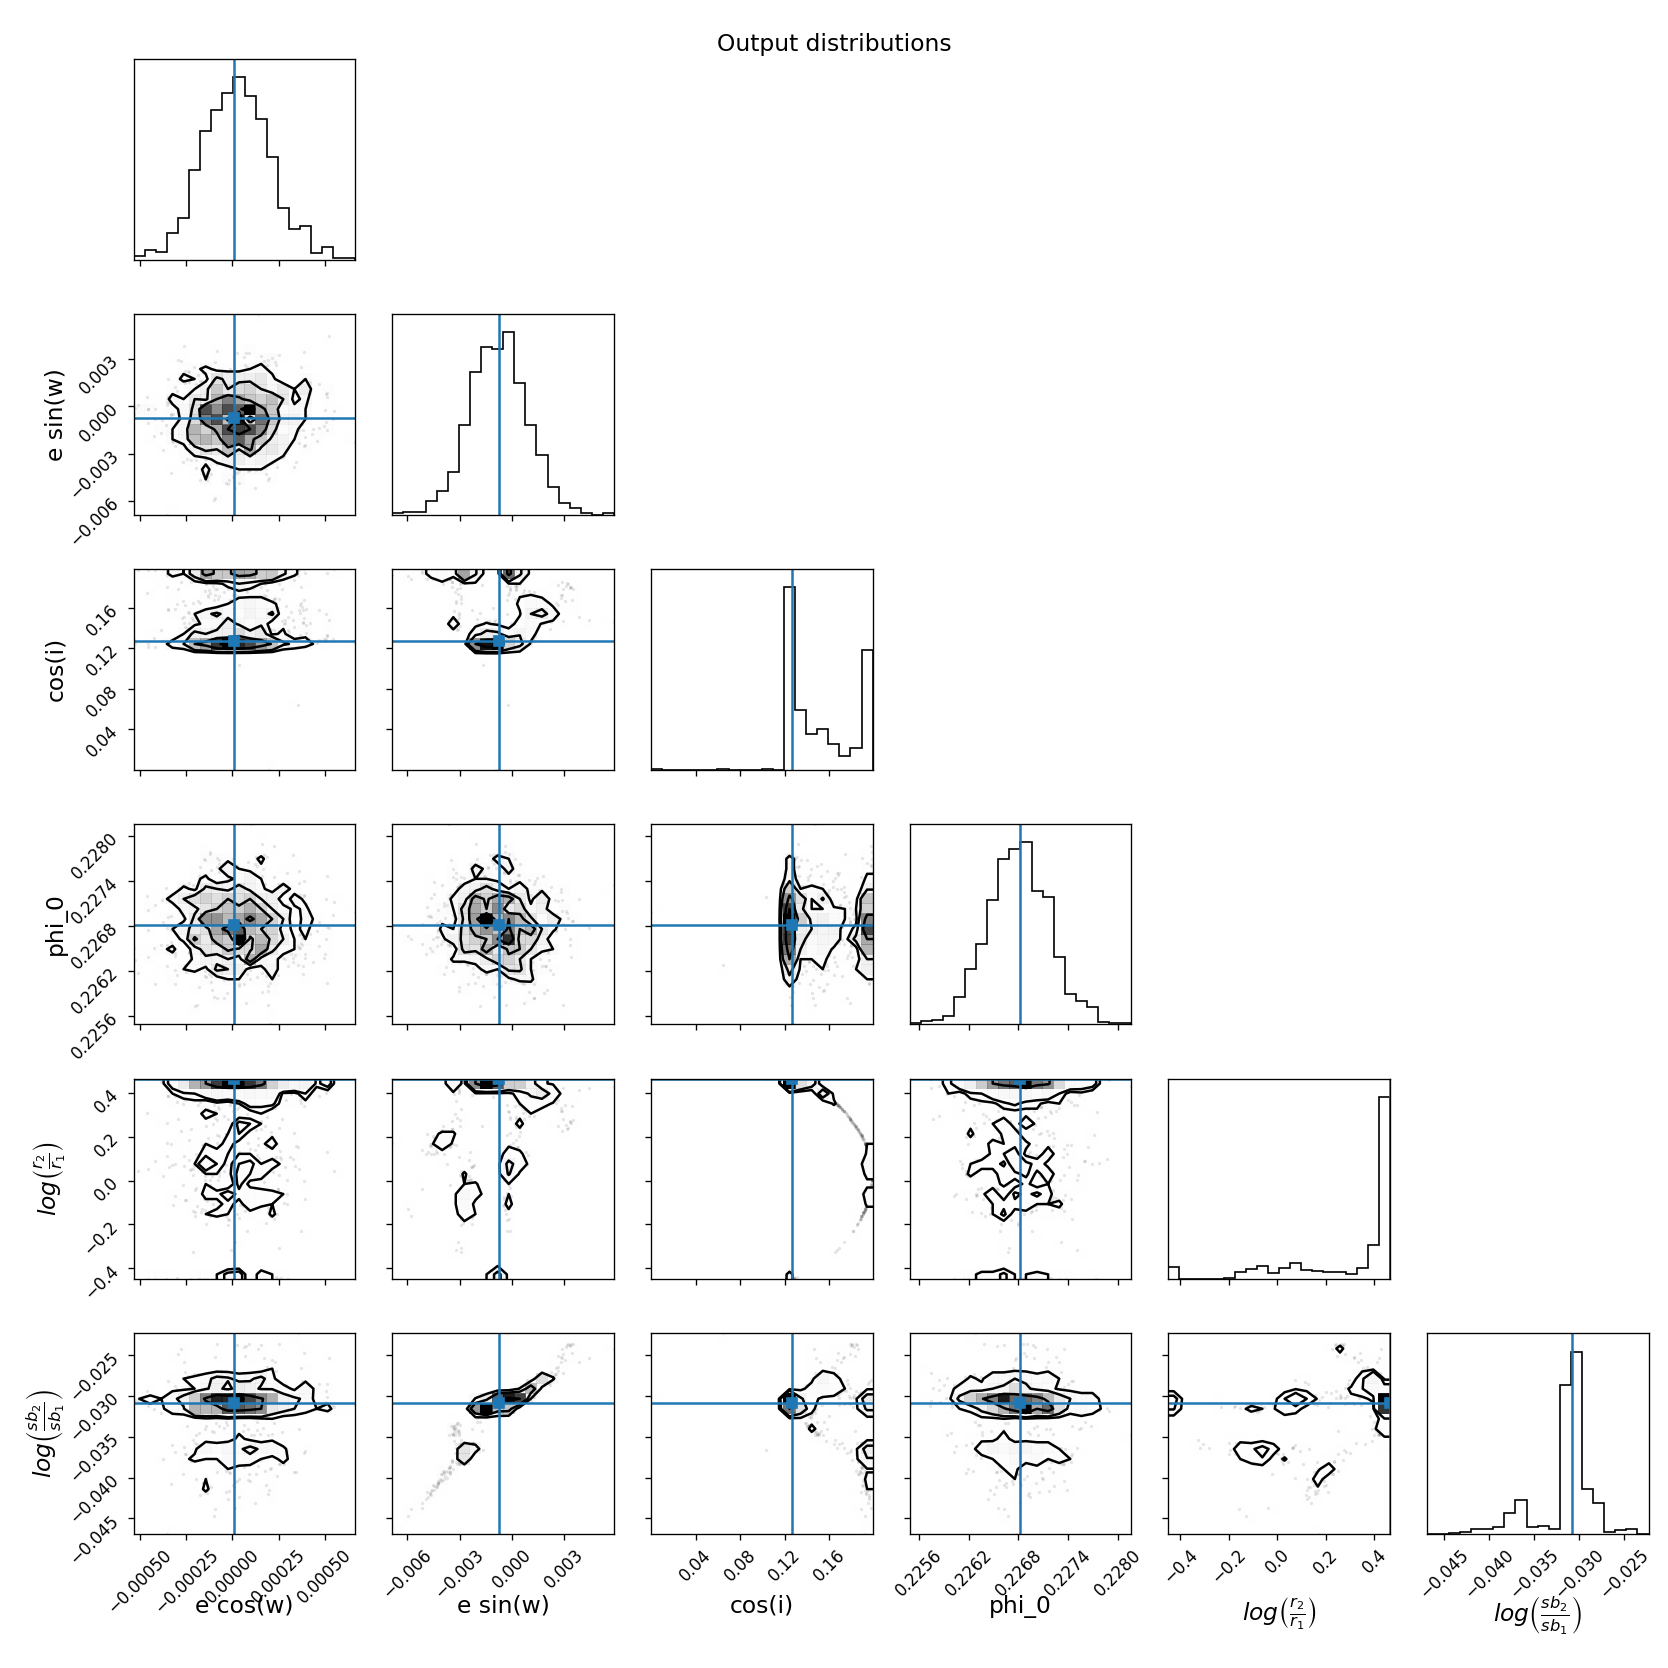 Output distributions
0.003
0.000
−0.003
−0.006
e sin(w)
0.16
0.12
0.08
0.04
cos(i)
0.2280
0.2274
0.2268
0.2262
0.2256
phi_0
0.4
0.2
0.0
−0.2
−0.4
log(r2/r1)
−0.025
−0.030
−0.035
−0.040
−0.045
log(sb2/sb1)
−0.00050 −0.00025 0.00000 0.00025 0.00050
−0.006 −0.003 0.000 0.003
0.04 0.08 0.12 0.16
0.2256 0.2262 0.2268 0.2274 0.2280
−0.4 −0.2 0.0 0.2 0.4
−0.045 −0.040 −0.035 −0.030 −0.025
e cos(w) e sin(w) cos(i) phi_0 log(r2/r1) log(sb2/sb1)